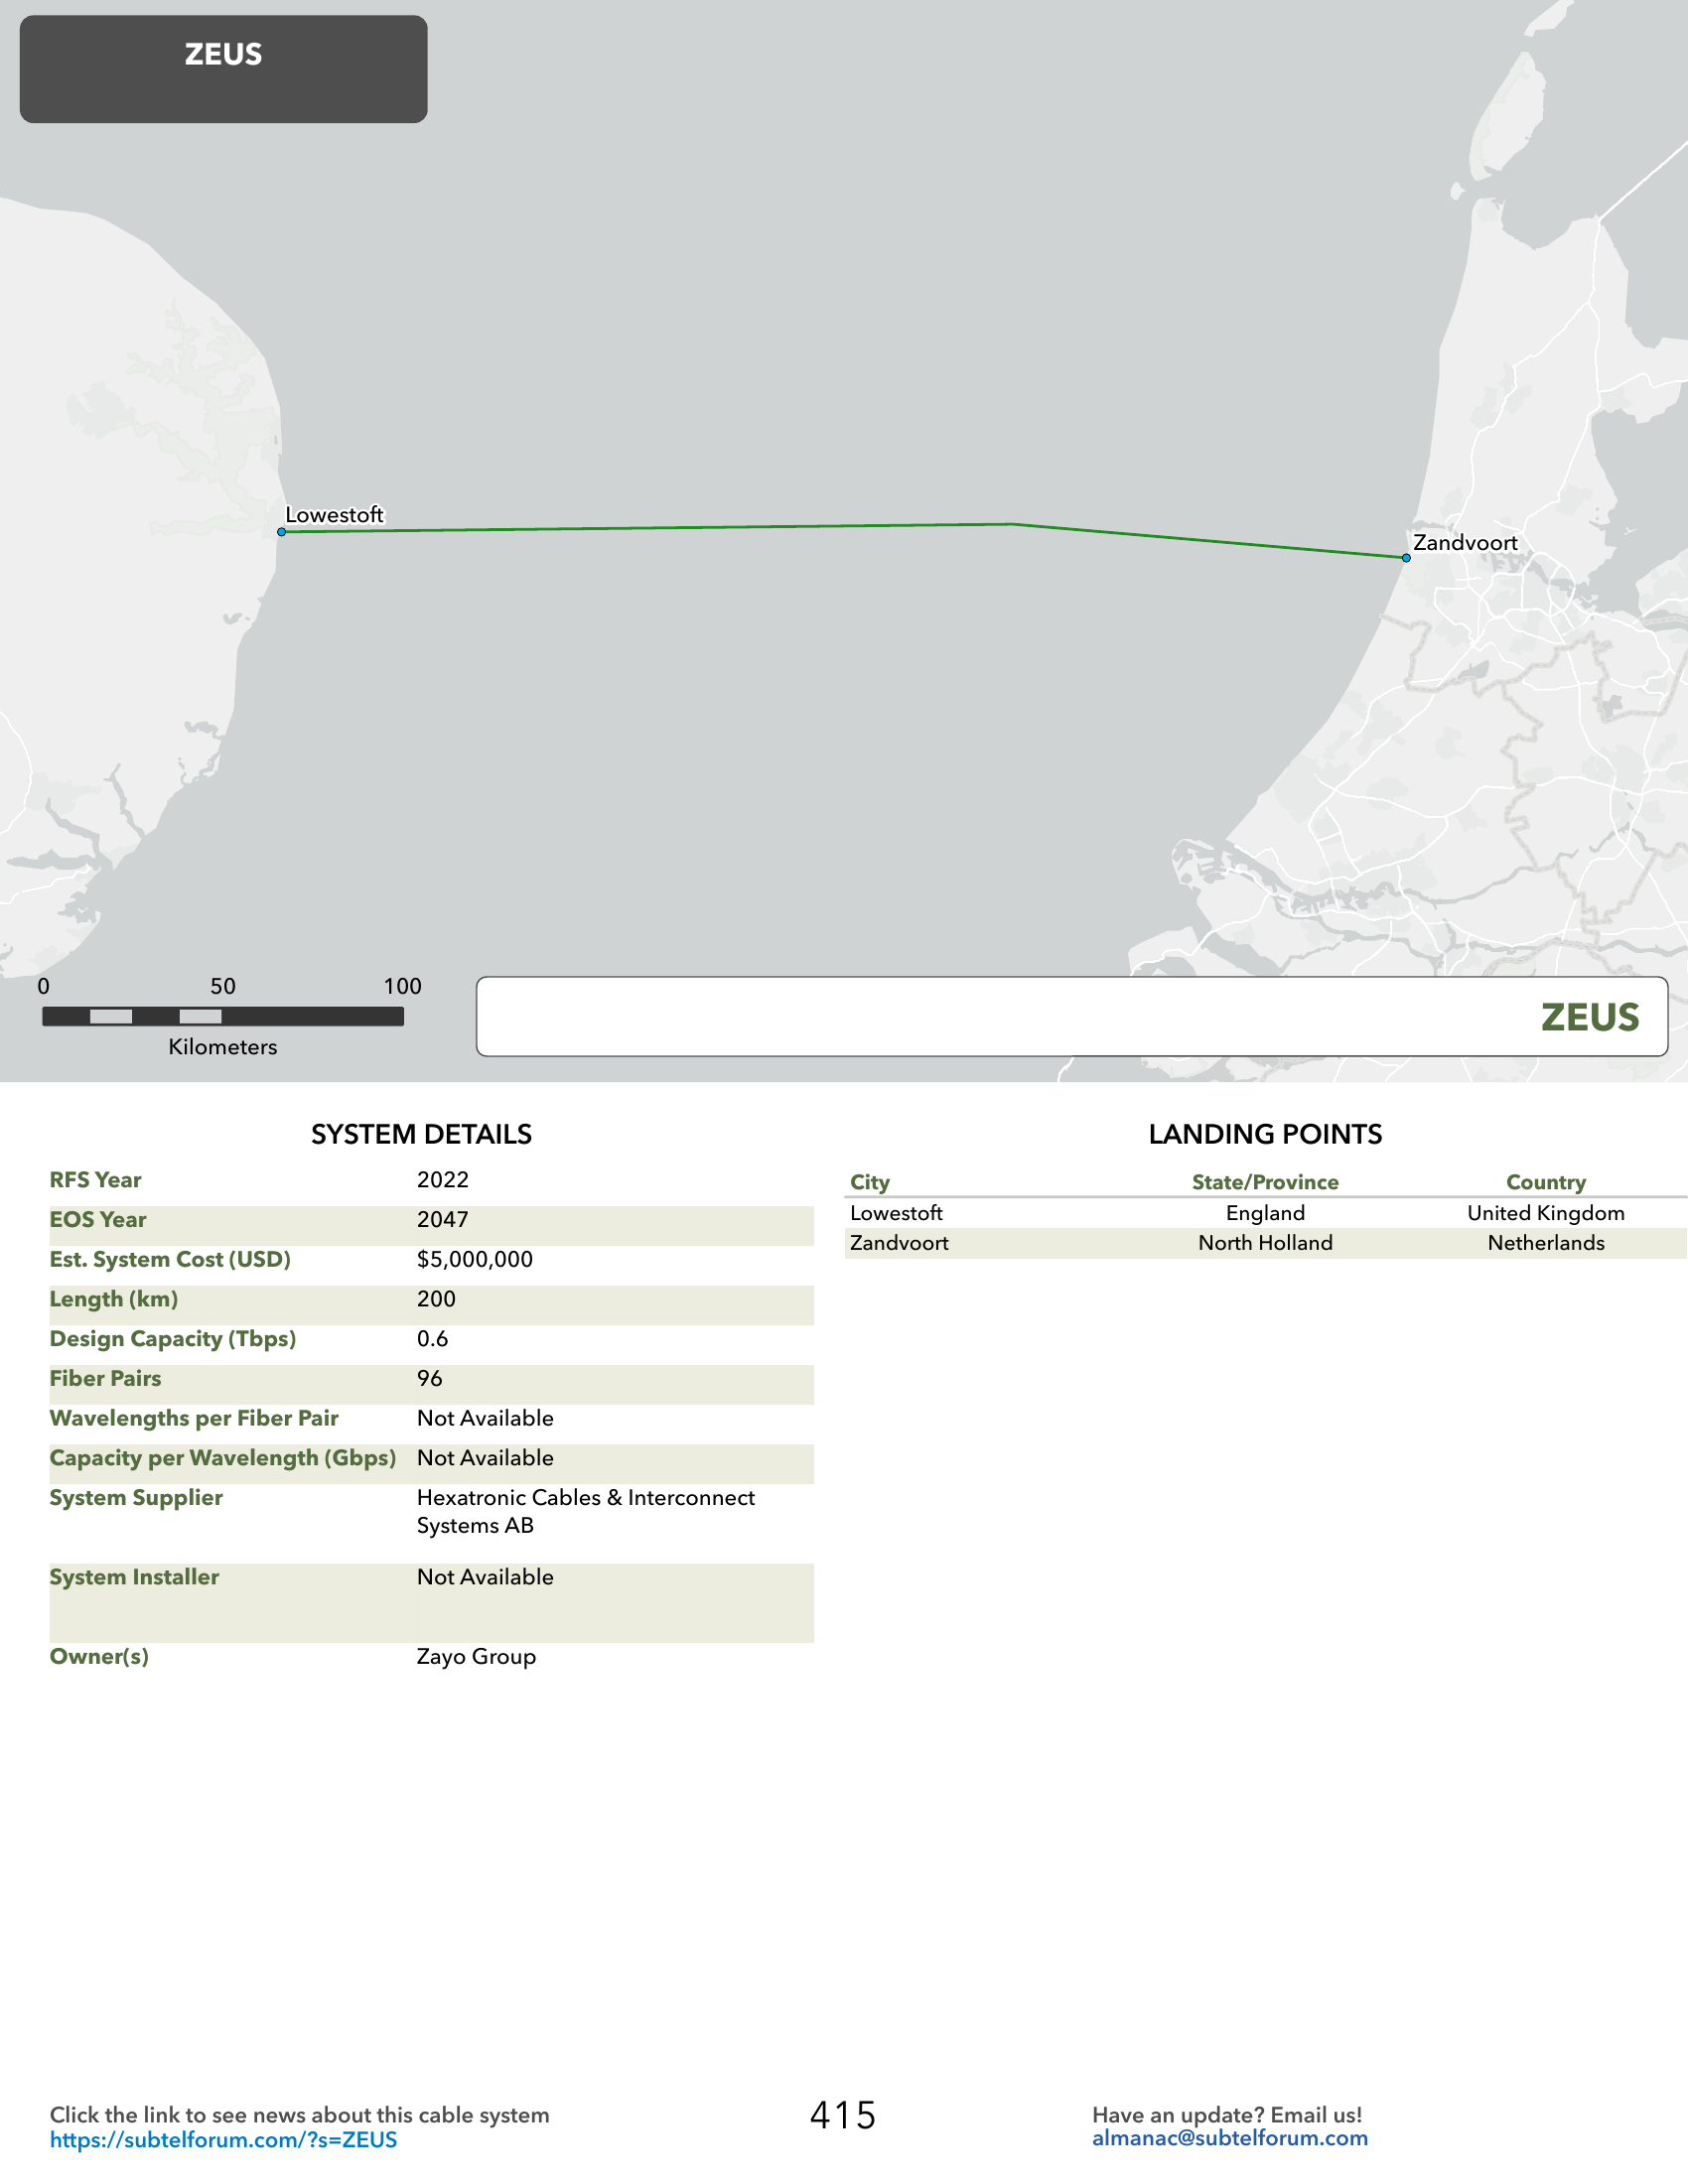 ZEUS
Lowestoft
Zandvoort
0 50 100
Kilometers
ZEUS
SYSTEM DETAILS
RFS Year 2022
EOS Year 2047
Est. System Cost (USD) $5,000,000
Length (km) 200
Design Capacity (Tbps) 0.6
Fiber Pairs 96
Wavelengths per Fiber Pair Not Available
Capacity per Wavelength (Gbps) Not Available
System Supplier Hexatronic Cables & Interconnect
Systems AB
System Installer Not Available
Owner(s) Zayo Group
LANDING POINTS
City State/Province Country
Lowestoft England United Kingdom
Zandvoort North Holland Netherlands
Click the link to see news about this cable system
https://subtelforum.com/?s=ZEUS
415
Have an update? Email us!
almanac@subtelforum.com